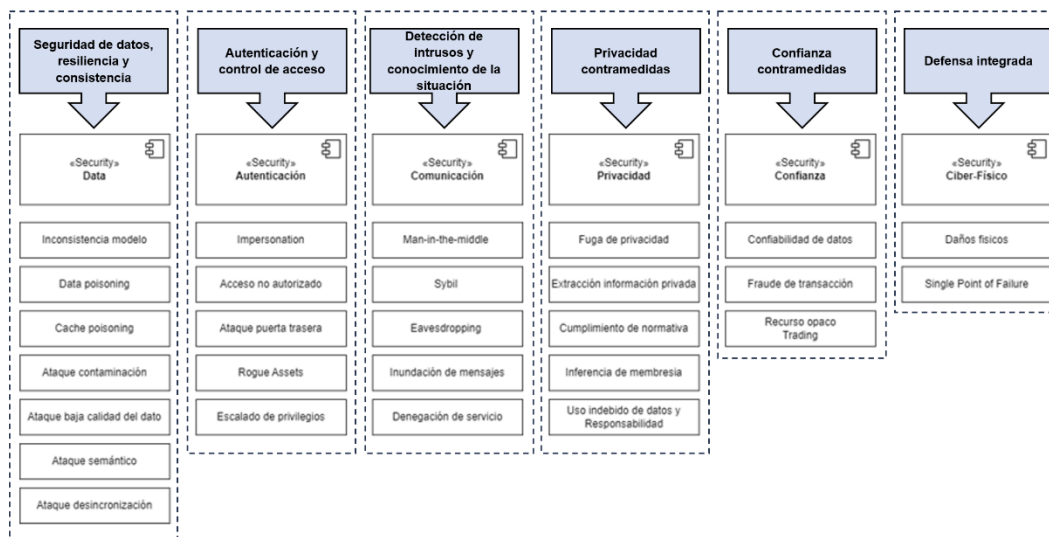 Seguridad de datos,
resiliencia y
consistencia
«Security»
Data
Inconsistencia modelo
Data poisoning
Cache poisoning
Ataque contaminación
Ataque baja calidad del dato
Ataque semántico
Ataque desincronización
Autenticación y
control de acceso
«Security»
Autenticación
Impersonation
Acceso no autorizado
Ataque puerta trasera
Rogue Assets
Escalado de privilegios
Detección de
intrusos y
conocimiento de la
situación
«Security»
Comunicación
Man-in-the-middle
Sybil
Eavesdropping
Inundación de mensajes
Denegación de servicio
Privacidad
contramedidas
«Security»
Privacidad
Fuga de privacidad
Extracción información privada
Cumplimiento de normativa
Inferencia de membresia
Uso indebido de datos y
Responsabilidad
Confianza
contramedidas
«Security»
Confianza
Confiabilidad de datos
Fraude de transacción
Recurso opaco
Trading
Defensa integrada
«Security»
Ciber-Físico
Daños fisicos
Single Point of Failure